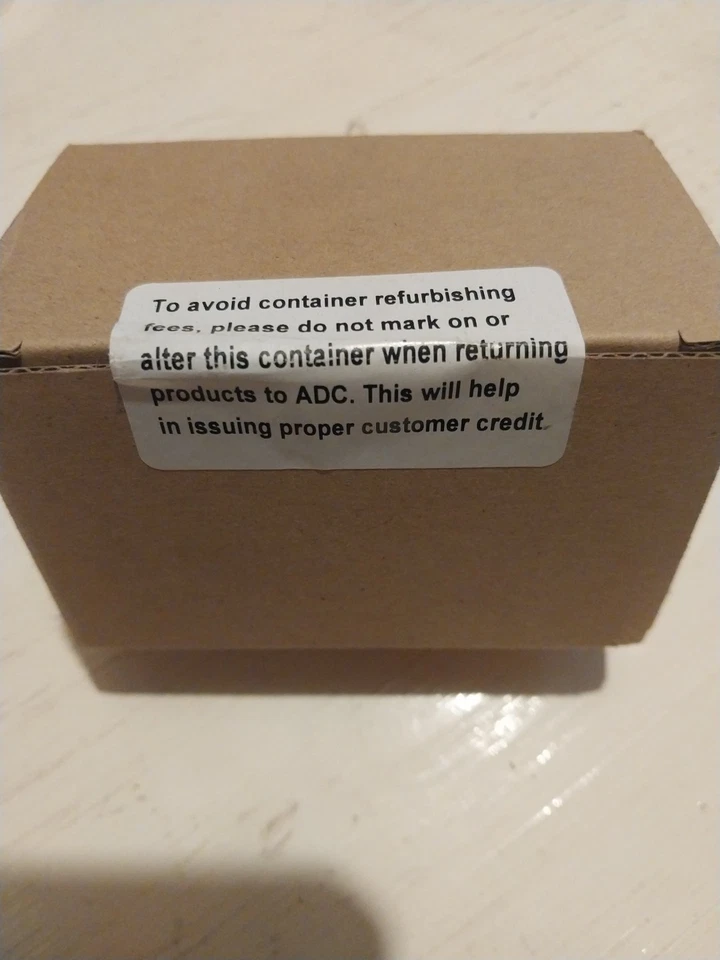 To avoid container refurbishing
fees, please do not mark on or
alter this container when returning
products to ADC. This will help
in issuing proper customer credit.